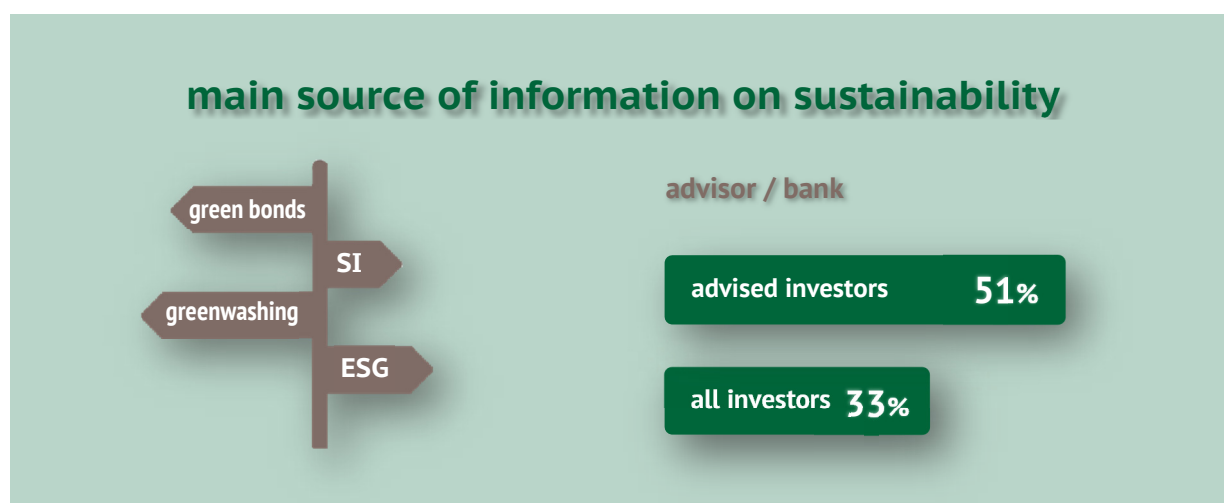 main source of information on sustainability
green bonds
SI
greenwashing
ESG
advisor / bank
advised investors 51%
all investors 33%